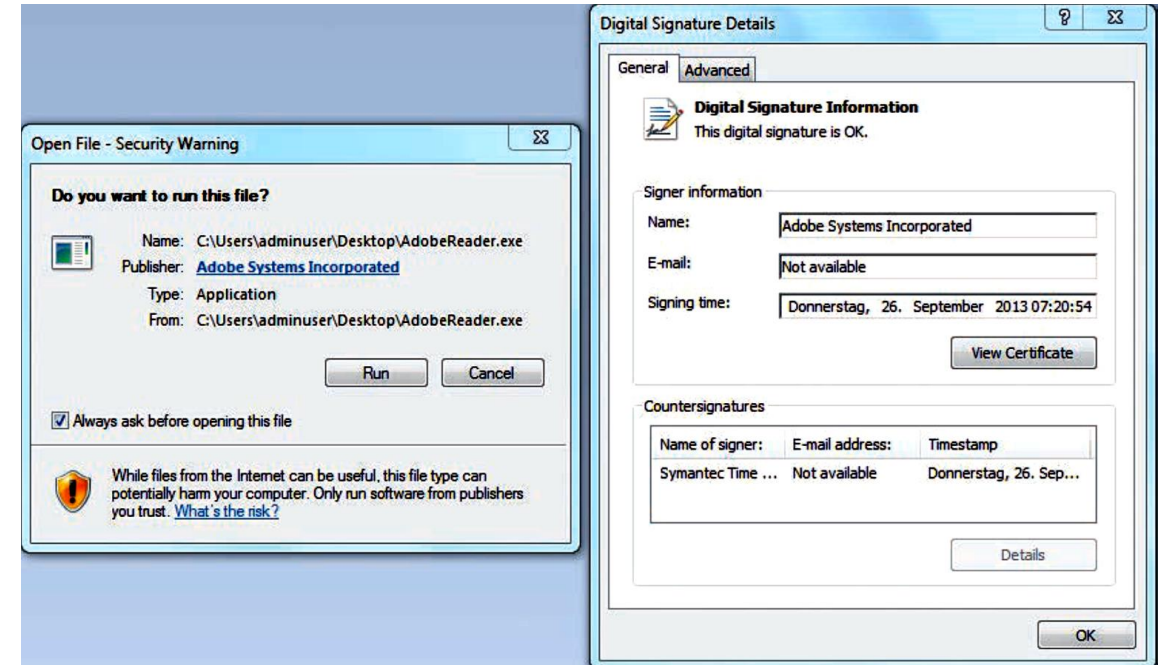 Open File - Security Warning
Do you want to run this file?
Name: C:\Users\adminuser\Desktop\AdobeReader.exe
Publisher: Adobe Systems Incorporated
Type: Application
From: C:\Users\adminuser\Desktop\AdobeReader.exe
Run Cancel
Always ask before opening this file
While files from the Internet can be useful, this file type can
potentially harm your computer. Only run software from publishers
you trust. What's the risk?
Digital Signature Details
General Advanced
Digital Signature Information
This digital signature is OK.
Signer information
Name: Adobe Systems Incorporated
E-mail: Not available
Signing time: Donnerstag, 26. September 2013 07:20:54
View Certificate
Countersignatures
Name of signer: E-mail address: Timestamp
Symantec Time ... Not available Donnerstag, 26. Sep...
Details
OK